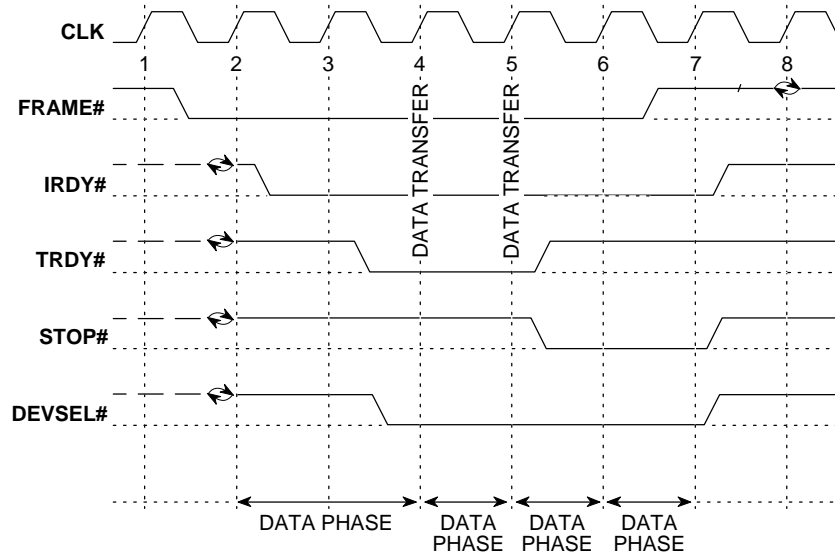 CLK
1 2 3 4 5 6 7 8
FRAME#
DATA TRANSFER
DATA TRANSFER
IRDY#
TRDY#
STOP#
DEVSEL#
DATA PHASE
DATA
PHASE
DATA
PHASE
DATA
PHASE